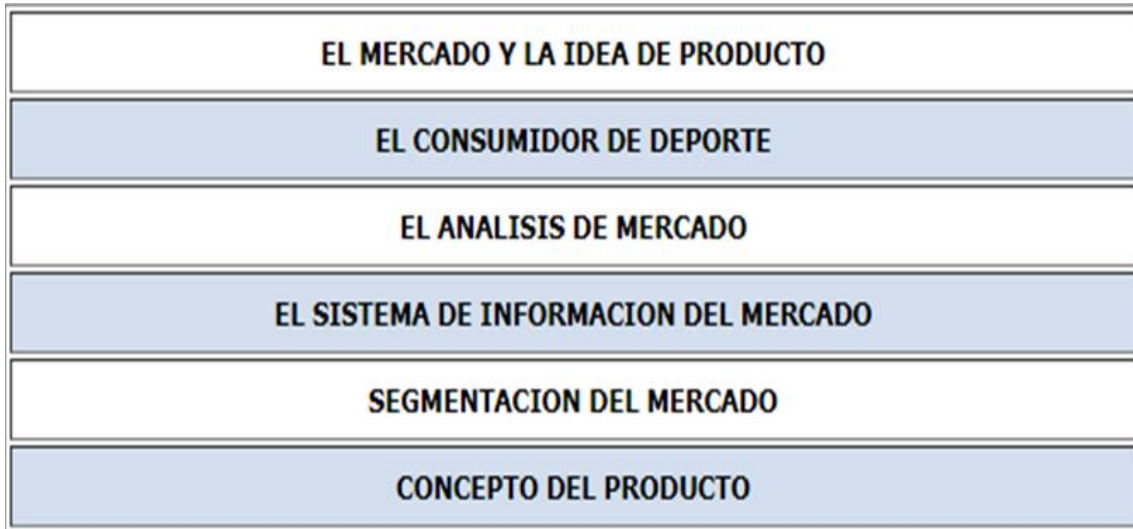 EL MERCADO Y LA IDEA DE PRODUCTO
EL CONSUMIDOR DE DEPORTE
EL ANALISIS DE MERCADO
EL SISTEMA DE INFORMACION DEL MERCADO
SEGMENTACION DEL MERCADO
CONCEPTO DEL PRODUCTO